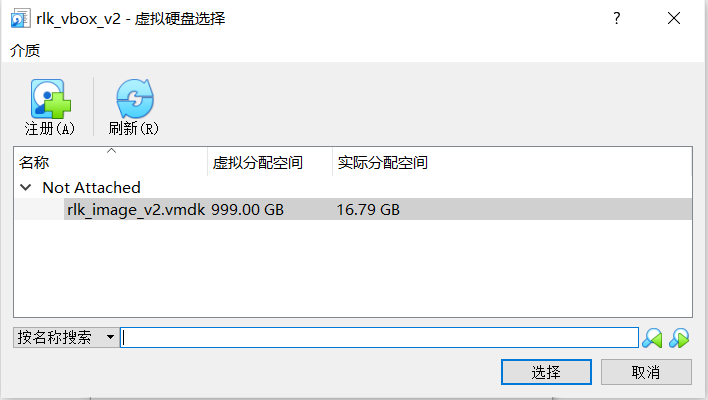 rlk_vbox_v2 - 虚拟硬盘选择
介质
注册(A) 刷新(R)
名称 虚拟分配空间 实际分配空间
Not Attached
rlk_image_v2.vmdk 999.00 GB 16.79 GB
按名称搜索
选择 取消